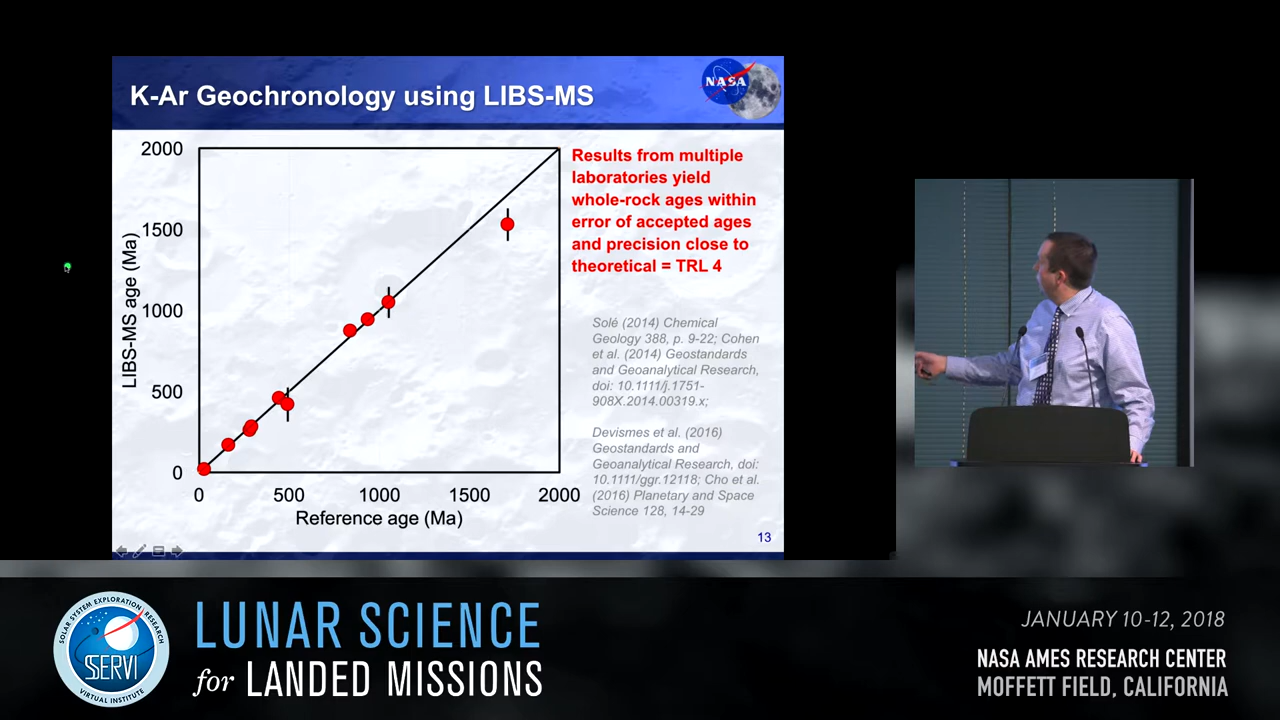 K-Ar Geochronology using LIBS-MS
NASA
2000
1500
1000
500
0
LIBS-MS age (Ma)
0 500 1000 1500 2000
Reference age (Ma)
Results from multiple
laboratories yield
whole-rock ages within
error of accepted ages
and precision close to
theoretical = TRL 4
Solé (2014) Chemical
Geology 388, p. 9-22; Cohen
et al. (2014) Geostandards
and Geoanalytical Research,
doi: 10.1111/j.1751-
908X.2014.00319.x;
Devismes et al. (2016)
Geostandards and
Geoanalytical Research, doi:
10.1111/ggr.12118; Cho et al.
(2016) Planetary and Space
Science 128, 14-29
13
SOLAR SYSTEM EXPLORATION RESEARCH
SSERVI
VIRTUAL INSTITUTE
LUNAR SCIENCE
for LANDED MISSIONS
JANUARY 10-12, 2018
NASA AMES RESEARCH CENTER
MOFFETT FIELD, CALIFORNIA